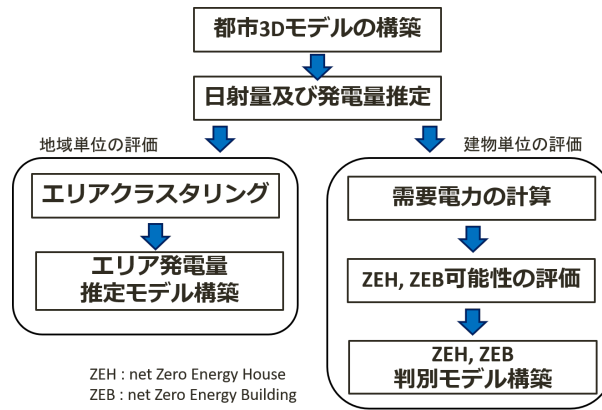 都市3Dモデルの構築
日射量及び発電量推定
地域単位の評価
エリアクラスタリング
エリア発電量
推定モデル構築
建物単位の評価
需要電力の計算
ZEH, ZEB可能性の評価
ZEH, ZEB
判別モデル構築
ZEH : net Zero Energy House
ZEB : net Zero Energy Building